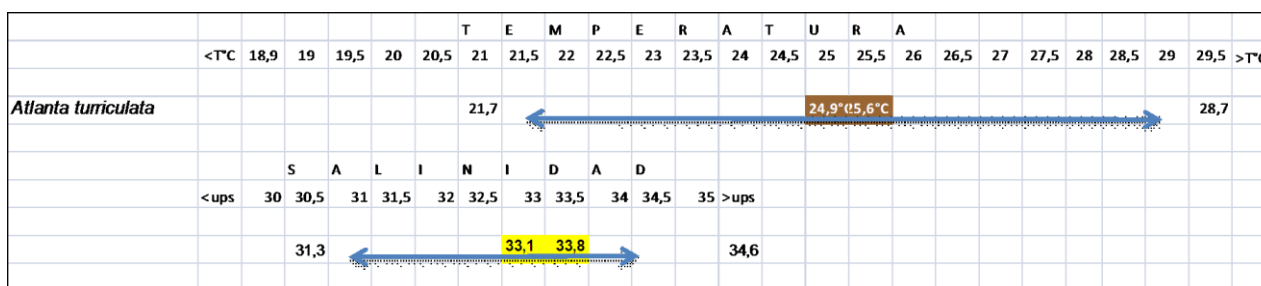 T E M P E R A T U R A
<T°C 18,9 19 19,5 20 20,5 21 21,5 22 22,5 23 23,5 24 24,5 25 25,5 26 26,5 27 27,5 28 28,5 29 29,5 >T°C
Atlanta turriculata 21,7 24,9°C 25,6°C 28,7
S A L I N I D A D
<ups 30 30,5 31 31,5 32 32,5 33 33,5 34 34,5 35 >ups
31,3 33,1 33,8 34,6